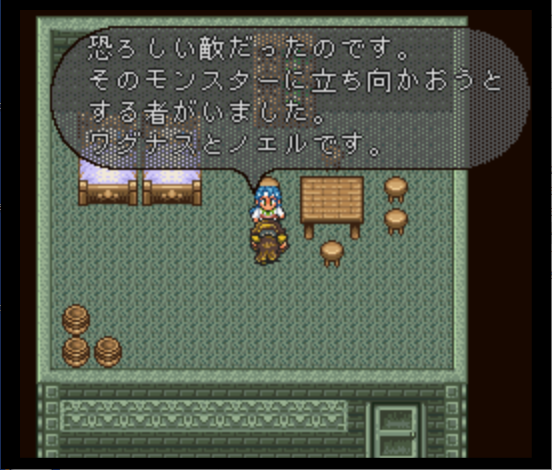 恐ろしい敵だったのです。
そのモンスターに立ち向かおうと
する者がいました。
ワグナスとノエルです。